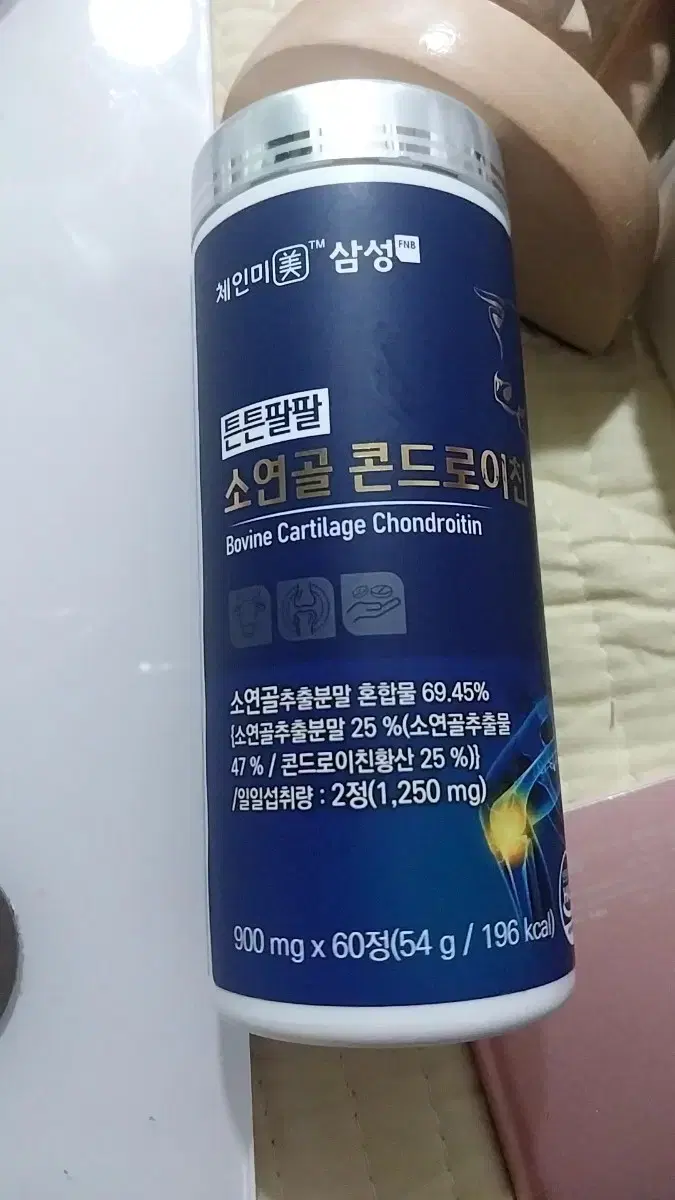 체인미 美™ 삼성 FNB
튼튼팔팔
소연골 콘드로이친
Bovine Cartilage Chondroitin
소연골추출분말 혼합물 69.45%
{소연골추출분말 25 %(소연골추출물
47 % / 콘드로이친황산 25 %)}
/일일섭취량 : 2정(1,250 mg)
900 mg x 60정(54 g / 196 kcal)